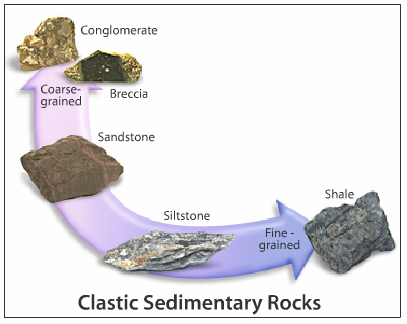 Conglomerate
Coarse-
grained
Breccia
Sandstone
Shale
Siltstone
Fine -
grained
Clastic Sedimentary Rocks